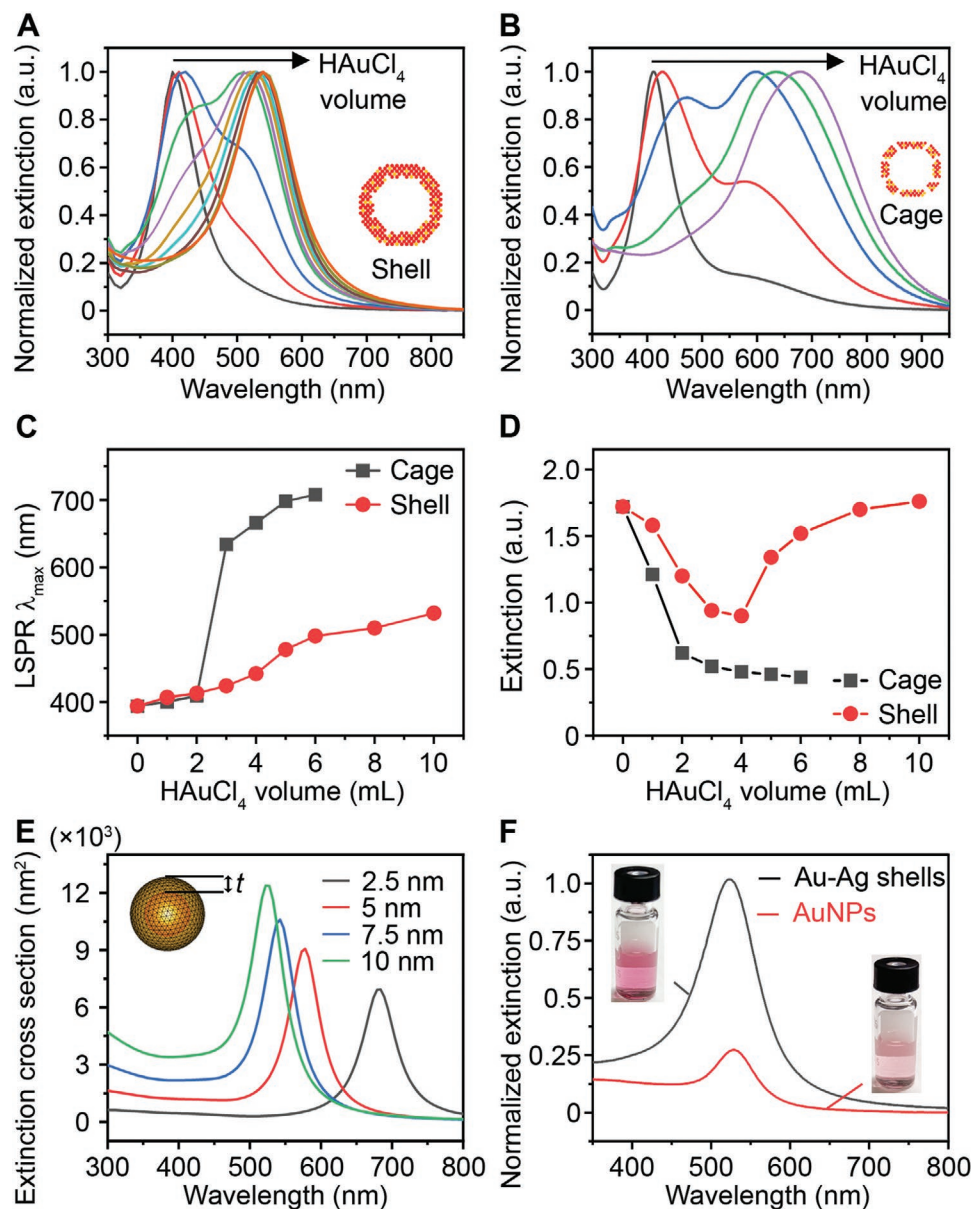 A
Normalized extinction (a.u.)
1.0
0.8
0.6
0.4
0.2
0
HAuCl₄
volume
Shell
300 400 500 600 700 800
Wavelength (nm)
B
Normalized extinction (a.u.)
1.0
0.8
0.6
0.4
0.2
0
HAuCl₄
volume
Cage
300 400 500 600 700 800 900
Wavelength (nm)
C
LSPR λmax (nm)
700
600
500
400
Cage
Shell
0 2 4 6 8 10
HAuCl₄ volume (mL)
D
Extinction (a.u.)
2.0
1.5
1.0
0.5
0
Cage
Shell
0 2 4 6 8 10
HAuCl₄ volume (mL)
E
(×10³)
Extinction cross section (nm²)
12
9
6
3
0
t
2.5 nm
5 nm
7.5 nm
10 nm
300 400 500 600 700 800
Wavelength (nm)
F
Normalized extinction (a.u.)
1.0
0.75
0.5
0.25
0
Au-Ag shells
AuNPs
400 500 600 700 800
Wavelength (nm)